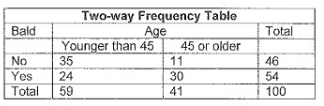 Two-way Frequency Table
Bald Age Total
Younger than 45 45 or older
No 35 11 46
Yes 24 30 54
Total 59 41 100